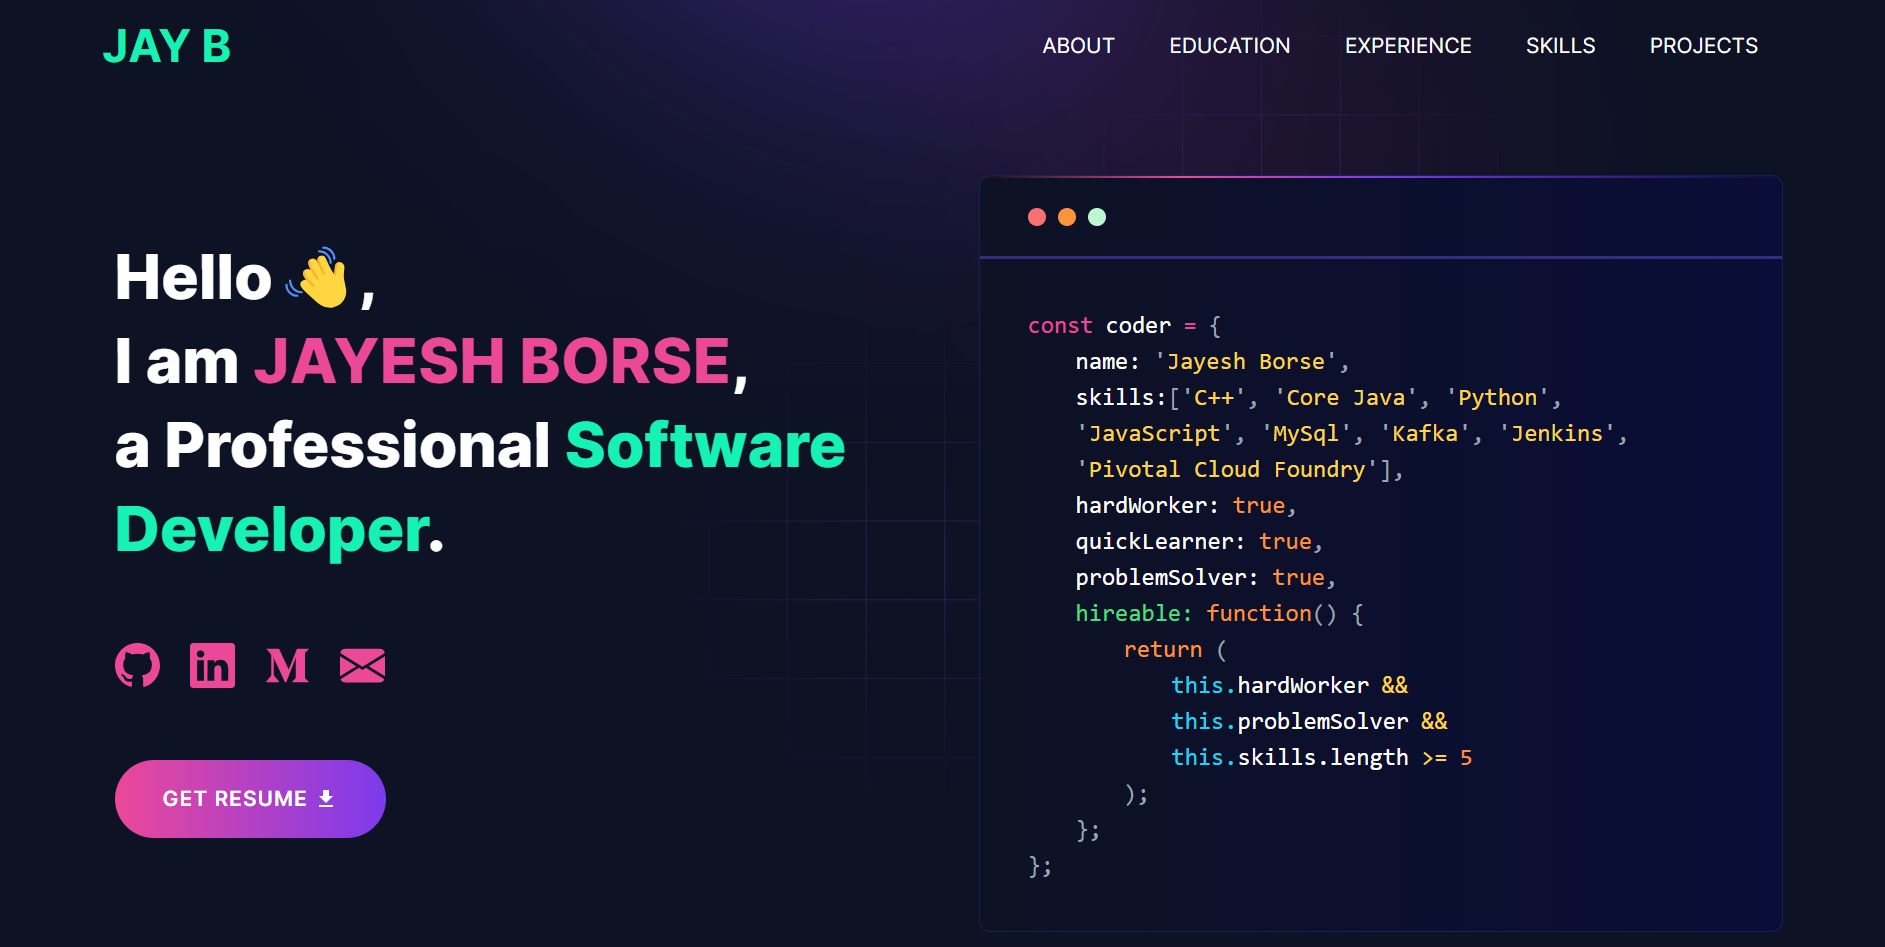 JAY B
ABOUT EDUCATION EXPERIENCE SKILLS PROJECTS
Hello 👋,
I am JAYESH BORSE,
a Professional Software
Developer.
GET RESUME
const coder = {
name: 'Jayesh Borse',
skills:['C++', 'Core Java', 'Python',
'JavaScript', 'MySql', 'Kafka', 'Jenkins',
'Pivotal Cloud Foundry'],
hardWorker: true,
quickLearner: true,
problemSolver: true,
hireable: function() {
return (
this.hardWorker &&
this.problemSolver &&
this.skills.length >= 5
);
};
};